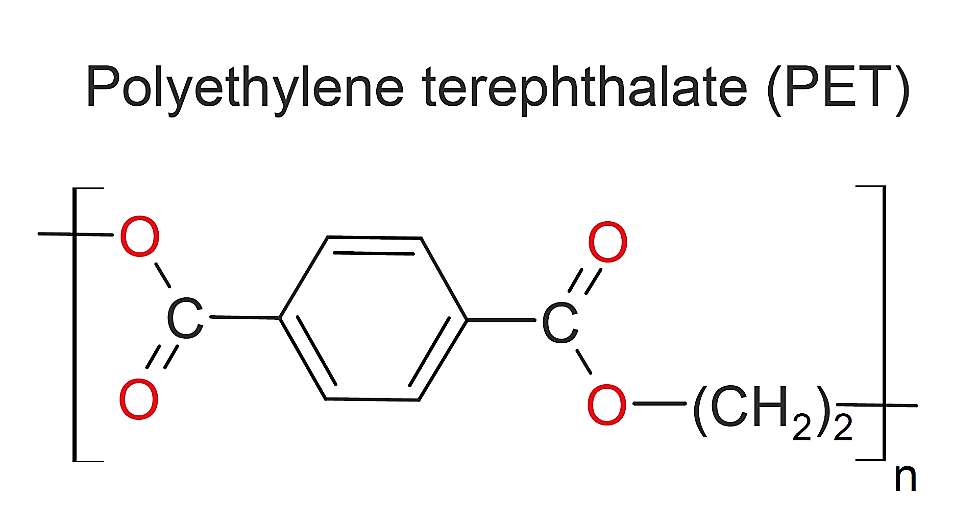 Polyethylene terephthalate (PET)
O O
C C
O O—(CH₂)₂
n